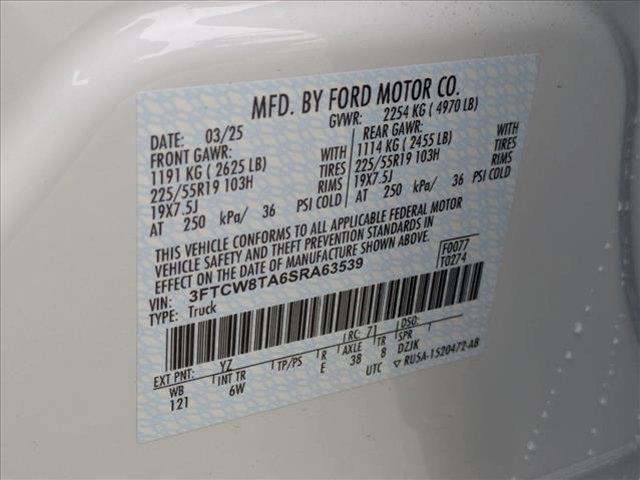 MFD. BY FORD MOTOR CO.
DATE: 03/25 GVWR: 2254 KG ( 4970 LB)
FRONT GAWR: REAR GAWR:
1191 KG ( 2625 LB) WITH 1114 KG ( 2455 LB) WITH
225/55R19 103H TIRES 225/55R19 103H TIRES
19X7.5J RIMS 19X7.5J RIMS
AT 250 kPa/ 36 PSI COLD AT 250 kPa/ 36 PSI COLD
THIS VEHICLE CONFORMS TO ALL APPLICABLE FEDERAL MOTOR
VEHICLE SAFETY AND THEFT PREVENTION STANDARDS IN
EFFECT ON THE DATE OF MANUFACTURE SHOWN ABOVE.
VIN: 3FTCW8TA6SRA63539 F0077
TYPE: Truck T0274
EXT PNT: YZ RC: 71 DSO:
WB INT TR TP/PS R AXLE TR SPR
121 6W E 38 8 DZJK
UTC ▽ RUSA-1520472-AB